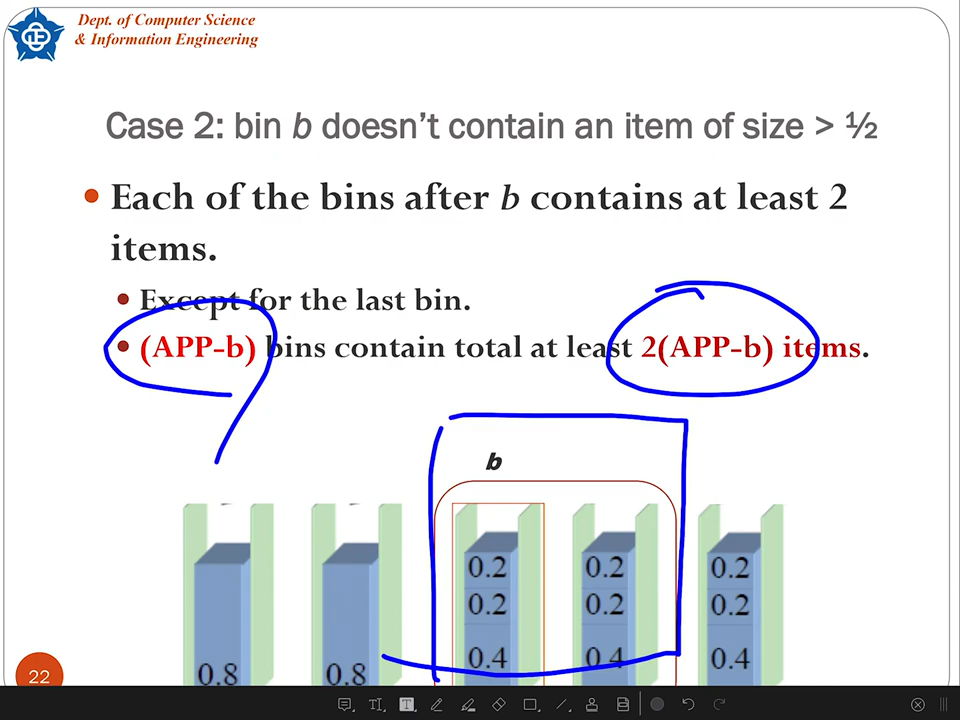 Dept. of Computer Science
& Information Engineering
Case 2: bin b doesn't contain an item of size > ½
• Each of the bins after b contains at least 2
items.
• Except for the last bin.
• (APP-b) bins contain total at least 2(APP-b) items.
b
0.2 0.2 0.2
0.2 0.2 0.2
0.8 0.8 0.4 0.4 0.4
22